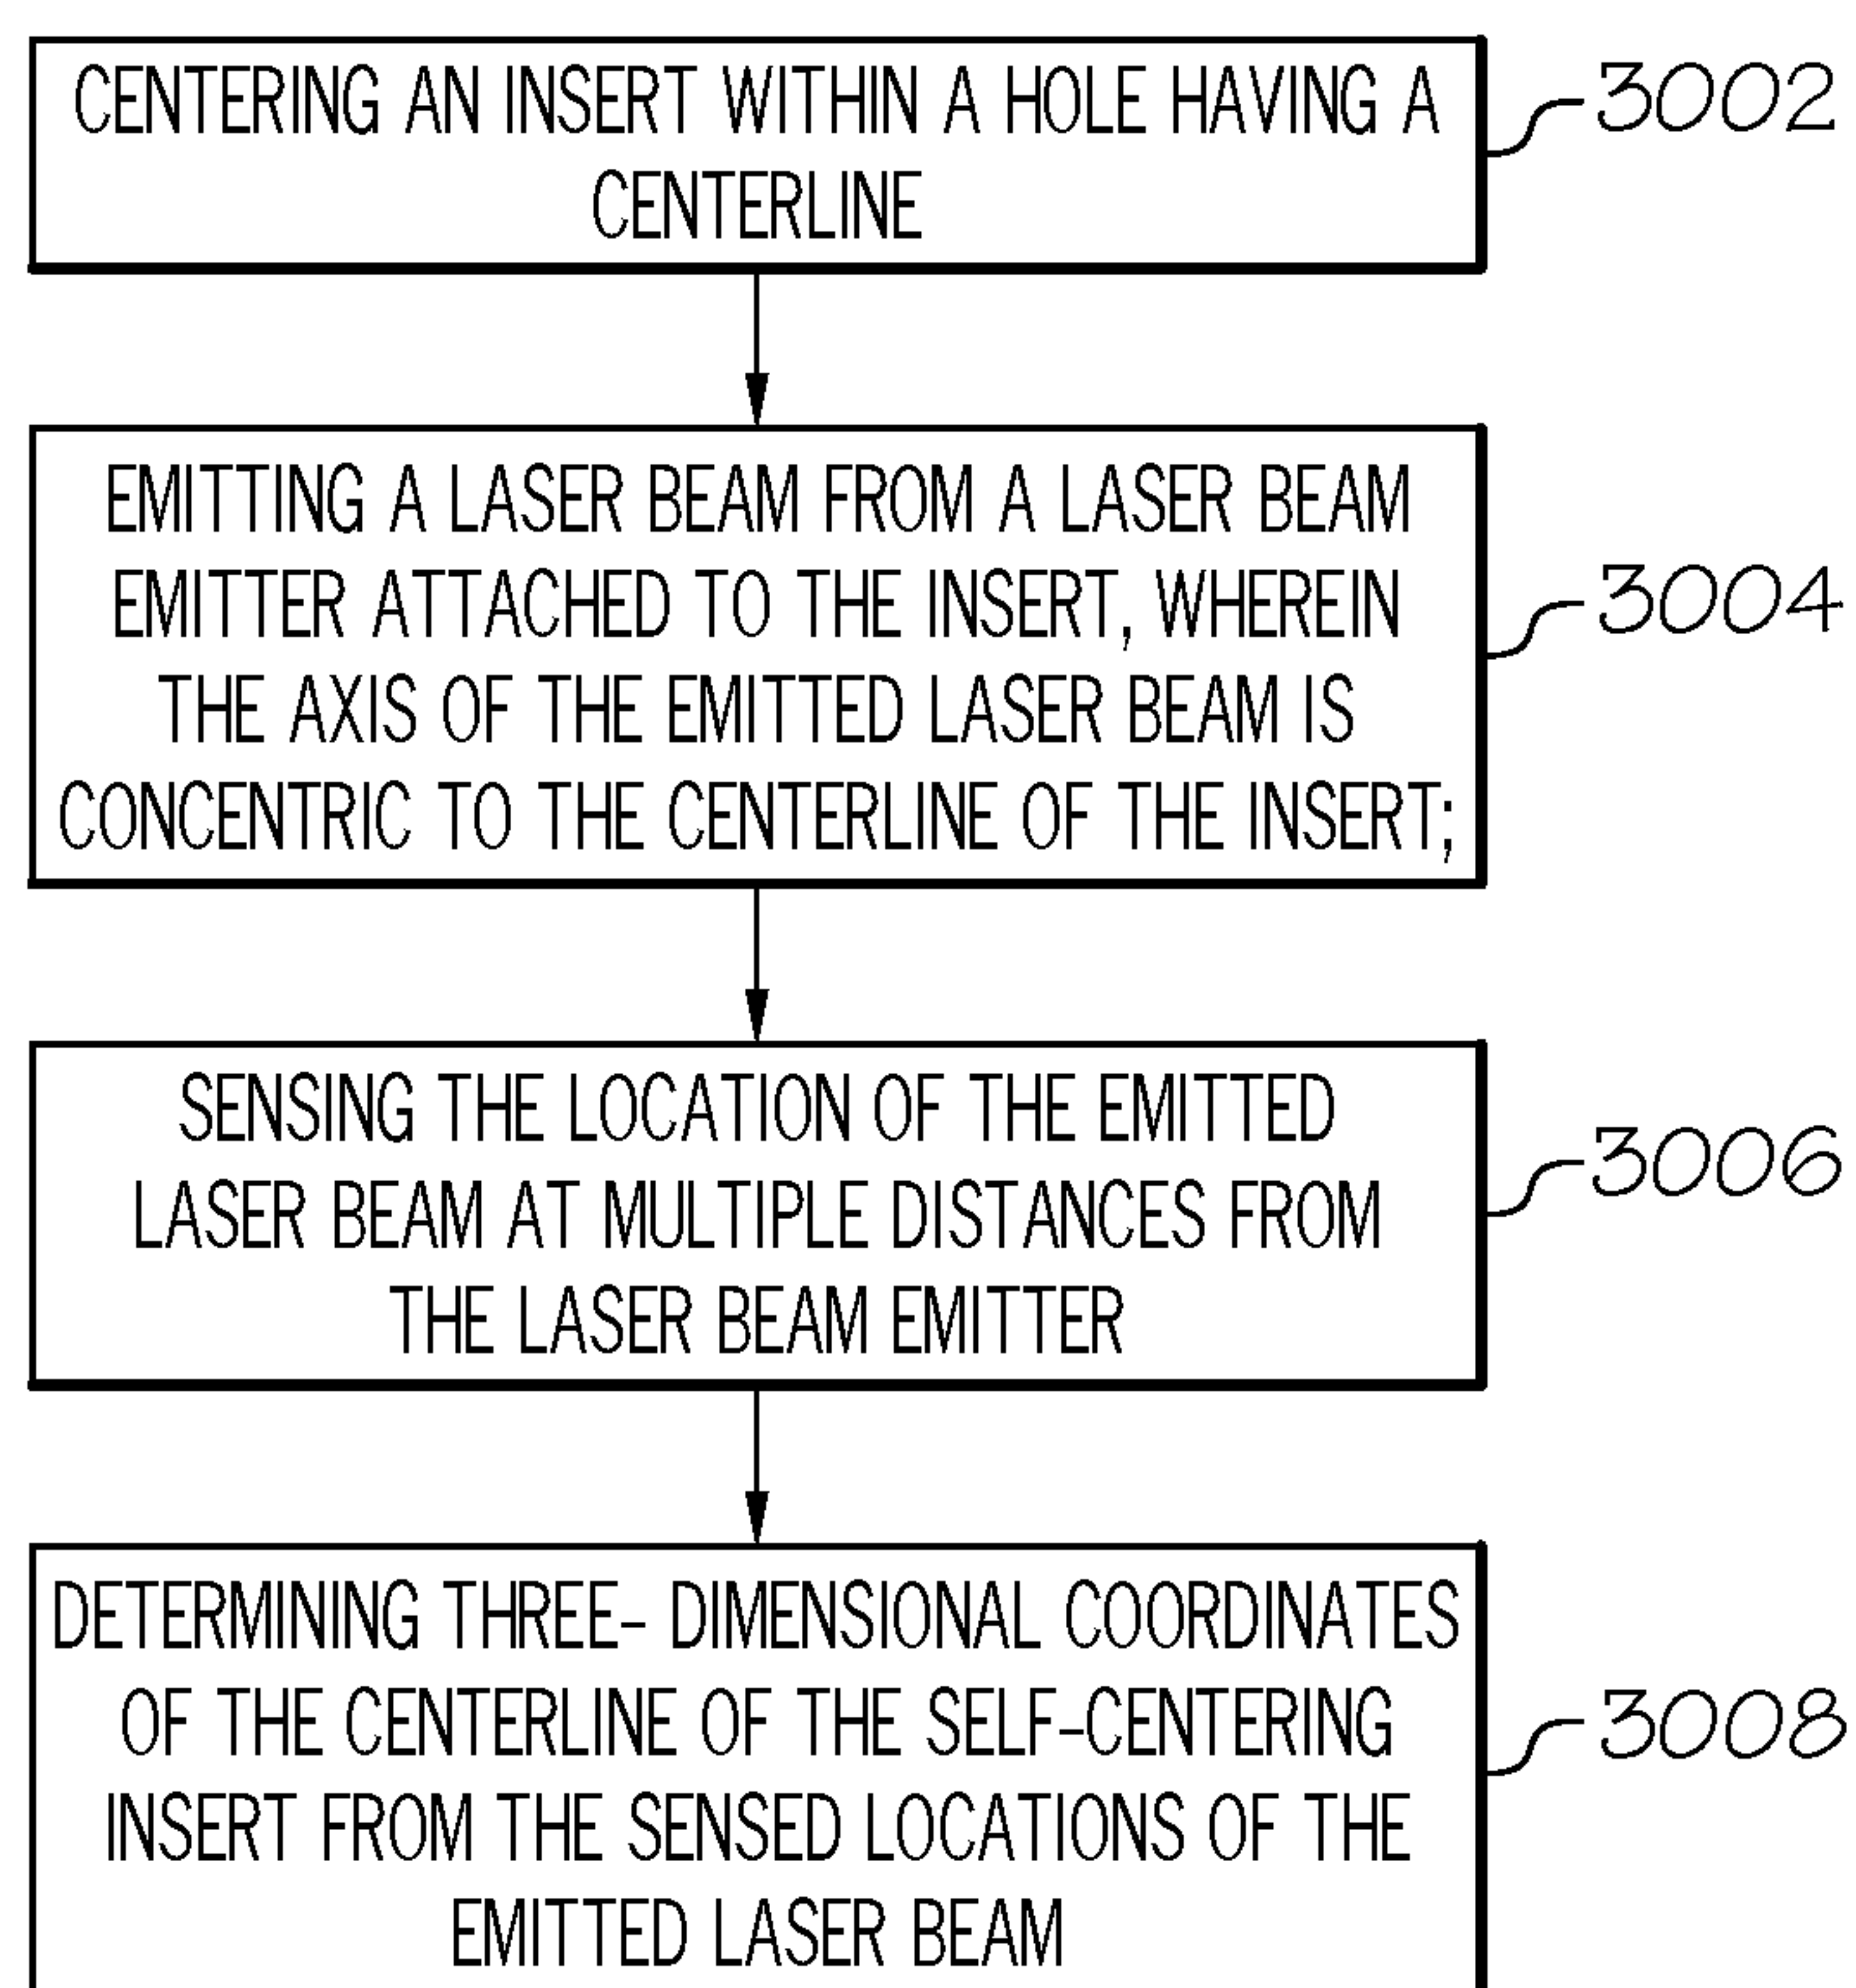 CENTERING AN INSERT WITHIN A HOLE HAVING A
CENTERLINE
3002
EMITTING A LASER BEAM FROM A LASER BEAM
EMITTER ATTACHED TO THE INSERT, WHEREIN
THE AXIS OF THE EMITTED LASER BEAM IS
CONCENTRIC TO THE CENTERLINE OF THE INSERT;
3004
SENSING THE LOCATION OF THE EMITTED
LASER BEAM AT MULTIPLE DISTANCES FROM
THE LASER BEAM EMITTER
3006
DETERMINING THREE- DIMENSIONAL COORDINATES
OF THE CENTERLINE OF THE SELF-CENTERING
INSERT FROM THE SENSED LOCATIONS OF THE
EMITTED LASER BEAM
3008